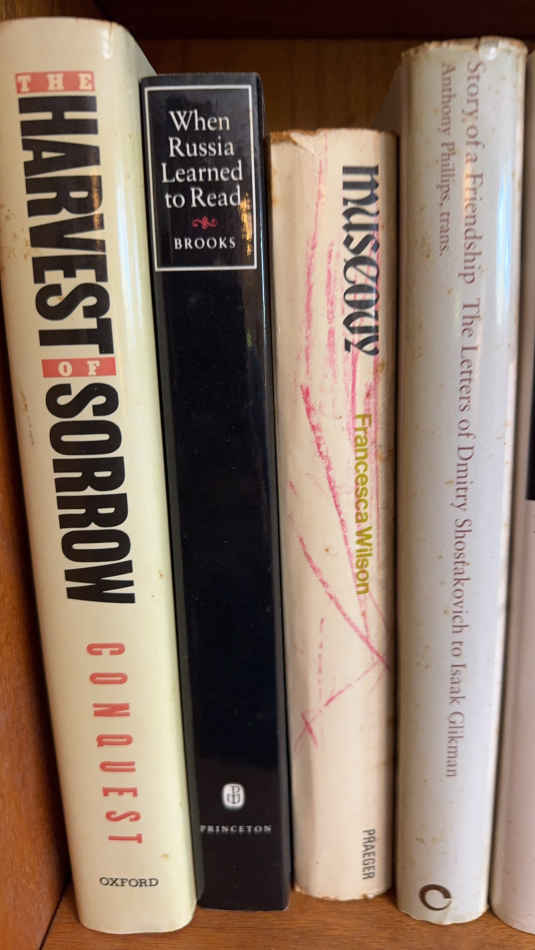 THE
HARVEST
OF
SORROW
CONQUEST
OXFORD
When
Russia
Learned
to Read
BROOKS
PRINCETON
muscovy
Francesca Wilson
PRAEGER
Story of a Friendship The Letters of Dmitry Shostakovich to Isaak Glikman
Anthony Phillips, trans.